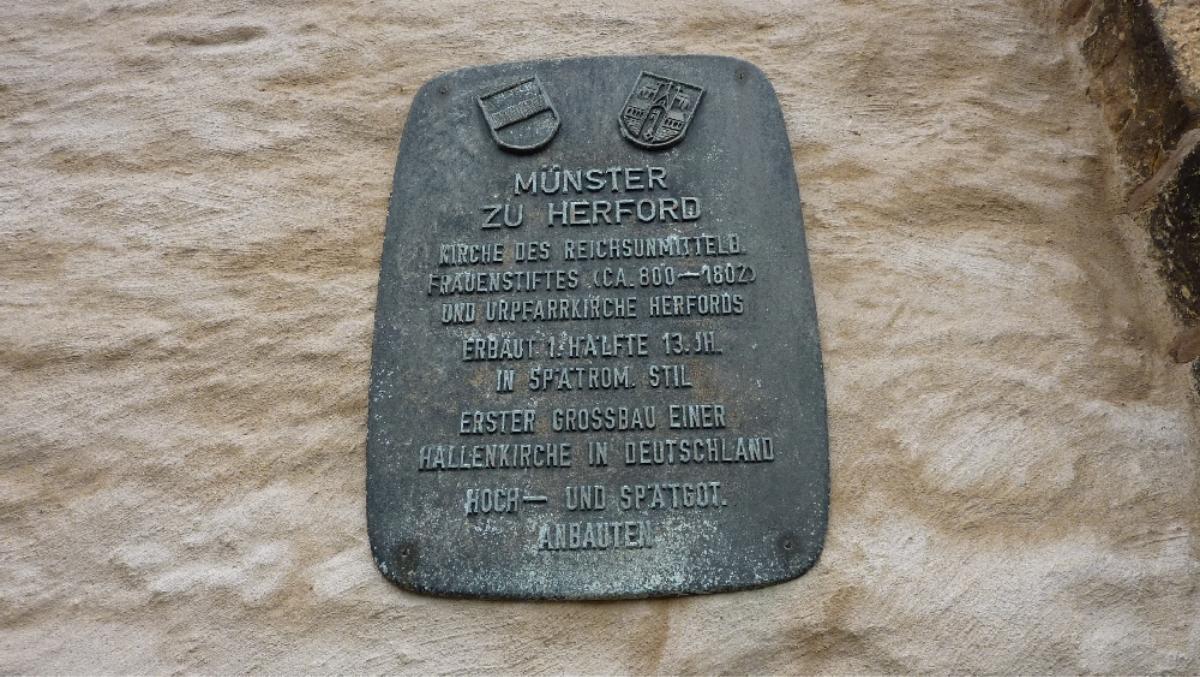 MÜNSTER
ZU HERFORD
KIRCHE DES REICHSUNMITTELB.
FRAUENSTIFTES (CA. 800–1802)
UND URPFARRKIRCHE HERFORDS
ERBAUT 1. HÄLFTE 13. JH.
IN SPÄTROM. STIL
ERSTER GROSSBAU EINER
HALLENKIRCHE IN DEUTSCHLAND
HOCH– UND SPÄTGOT.
ANBAUTEN